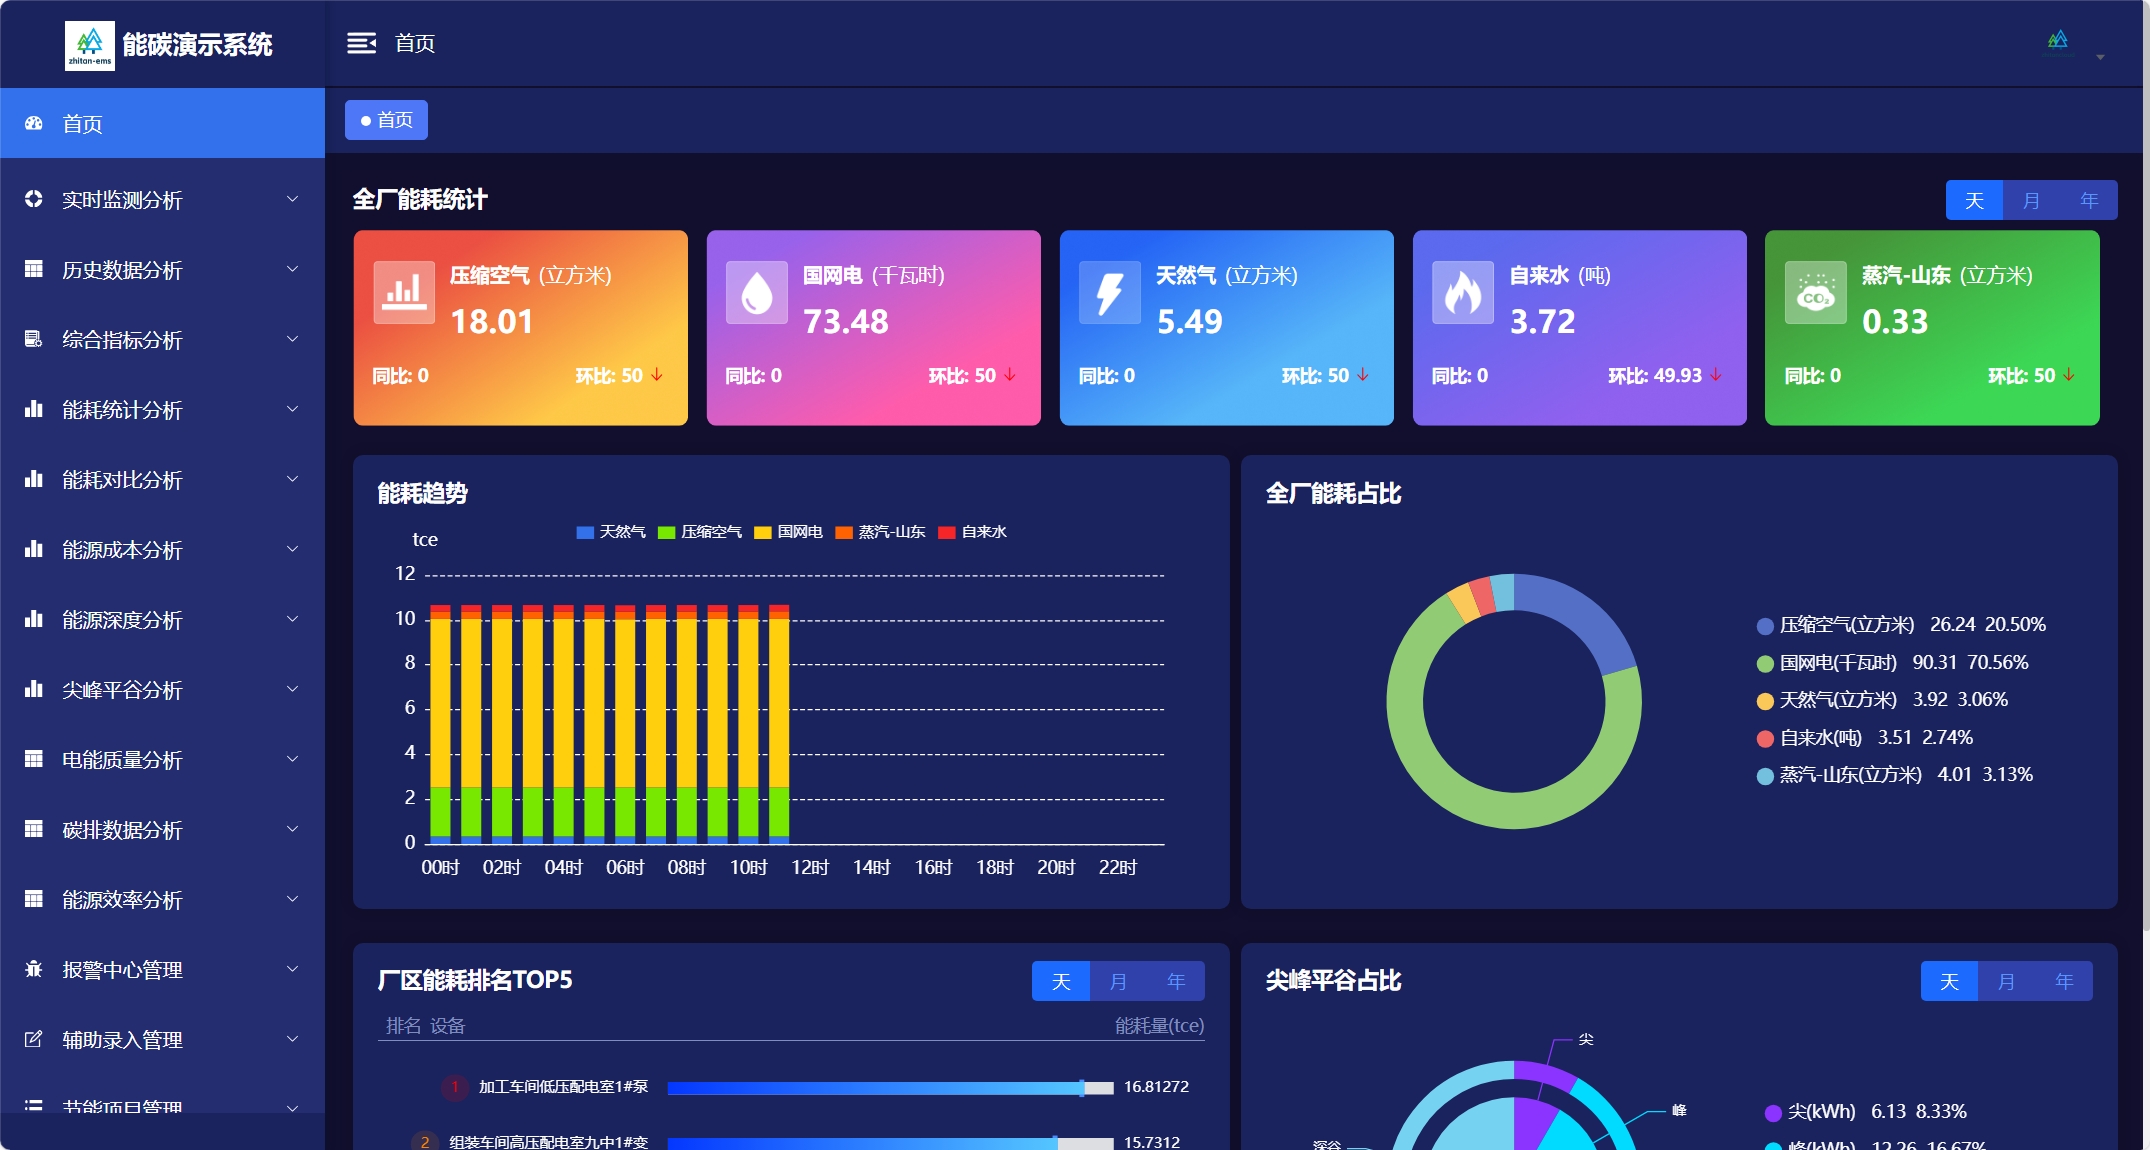 zhitan-ems
能碳演示系统
首页
首页
首页
实时监测分析
历史数据分析
综合指标分析
能耗统计分析
能耗对比分析
能源成本分析
能源深度分析
尖峰平谷分析
电能质量分析
碳排数据分析
能源效率分析
报警中心管理
辅助录入管理
节能项目管理
全厂能耗统计
天 月 年
压缩空气 (立方米)
18.01
同比: 0 环比: 50 ↓
国网电 (千瓦时)
73.48
同比: 0 环比: 50 ↓
天然气 (立方米)
5.49
同比: 0 环比: 50 ↓
自来水 (吨)
3.72
同比: 0 环比: 49.93 ↓
CO₂
蒸汽-山东 (立方米)
0.33
同比: 0 环比: 50 ↓
能耗趋势
天然气 压缩空气 国网电 蒸汽-山东 自来水
tce
12
10
8
6
4
2
0
00时 02时 04时 06时 08时 10时 12时 14时 16时 18时 20时 22时
全厂能耗占比
压缩空气(立方米) 26.24 20.50%
国网电(千瓦时) 90.31 70.56%
天然气(立方米) 3.92 3.06%
自来水(吨) 3.51 2.74%
蒸汽-山东(立方米) 4.01 3.13%
厂区能耗排名TOP5
天 月 年
排名 设备 能耗量(tce)
1 加工车间低压配电室1#泵 16.81272
2 组装车间高压配电室九中1#变 15.7312
尖峰平谷占比
天 月 年
尖
峰
深谷
尖(kWh) 6.13 8.33%
峰(kWh) 12.26 16.67%